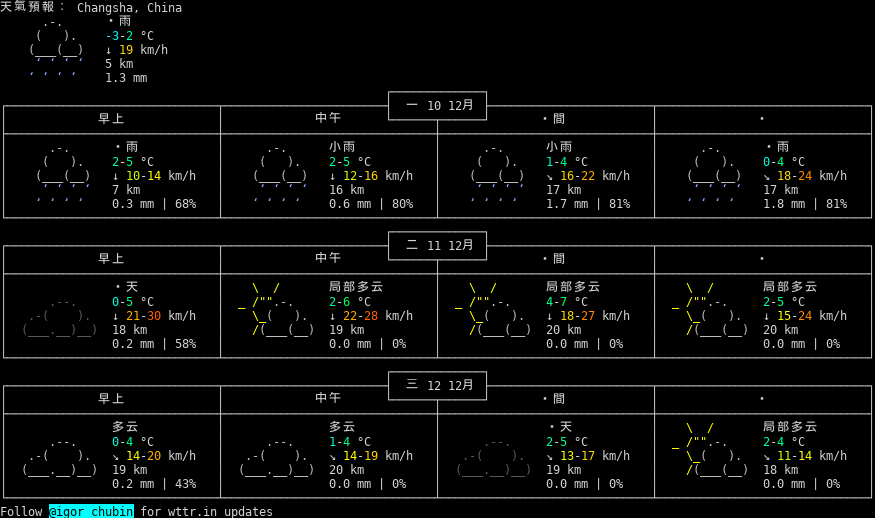 天氣預報： Changsha, China
・雨
-3-2 °C
↓ 19 km/h
5 km
1.3 mm
一 10 12月
早上 中午 ・間 ・
・雨 小雨 小雨 ・雨
2-5 °C 2-5 °C 1-4 °C 0-4 °C
↓ 10-14 km/h ↓ 12-16 km/h ↘ 16-22 km/h ↘ 18-24 km/h
7 km 16 km 17 km 17 km
0.3 mm | 68% 0.6 mm | 80% 1.7 mm | 81% 1.8 mm | 81%
二 11 12月
早上 中午 ・間 ・
・天 局部多云 局部多云 局部多云
0-5 °C 2-6 °C 4-7 °C 2-5 °C
↓ 21-30 km/h ↓ 22-28 km/h ↓ 18-27 km/h ↓ 15-24 km/h
18 km 19 km 20 km 20 km
0.2 mm | 58% 0.0 mm | 0% 0.0 mm | 0% 0.0 mm | 0%
三 12 12月
早上 中午 ・間 ・
多云 多云 ・天 局部多云
0-4 °C 1-4 °C 2-5 °C 2-4 °C
↘ 14-20 km/h ↘ 14-19 km/h ↘ 13-17 km/h ↘ 11-14 km/h
19 km 20 km 19 km 18 km
0.2 mm | 43% 0.0 mm | 0% 0.0 mm | 0% 0.0 mm | 0%
Follow @igor_chubin for wttr.in updates